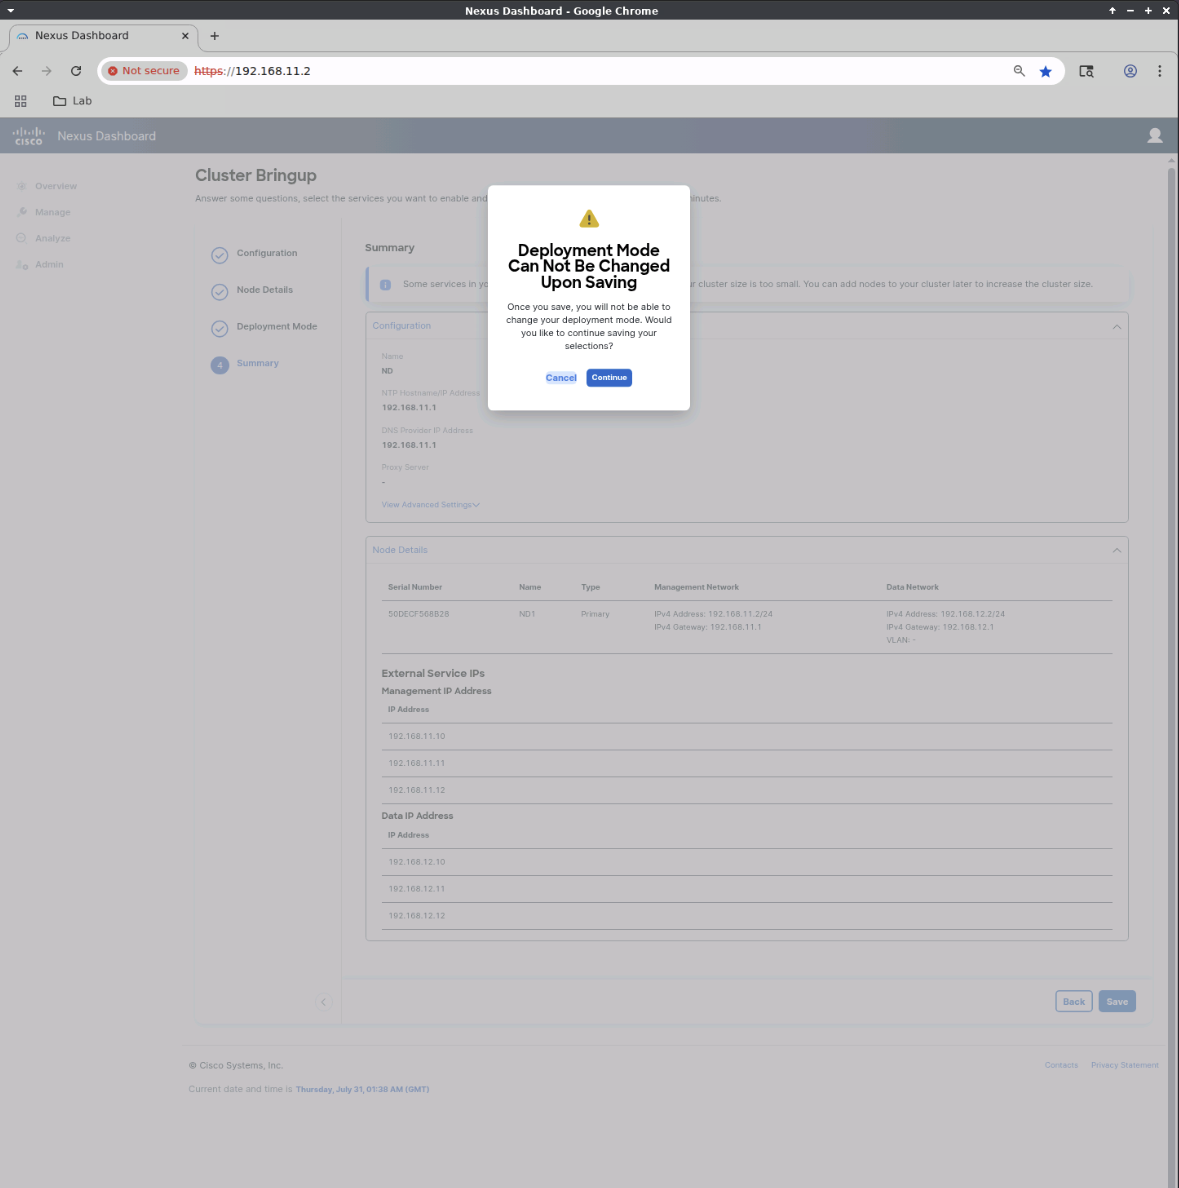 Nexus Dashboard - Google Chrome
Nexus Dashboard
Not secure https://192.168.11.2
Lab
CISCO Nexus Dashboard
Overview
Manage
Analyze
Admin
Cluster Bringup
Answer some questions, select the services you want to enable and
minutes.
Configuration
Node Details
Deployment Mode
4 Summary
Summary
Some services in yo
r cluster size is too small. You can add nodes to your cluster later to increase the cluster size.
Deployment Mode
Can Not Be Changed
Upon Saving
Once you save, you will not be able to
change your deployment mode. Would
you like to continue saving your
selections?
Cancel Continue
Configuration
Name
ND
NTP Hostname/IP Address
192.168.11.1
DNS Provider IP Address
192.168.11.1
Proxy Server
-
View Advanced Settings
Node Details
Serial Number Name Type Management Network Data Network
50DECF568B28 ND1 Primary IPv4 Address: 192.168.11.2/24 IPv4 Address: 192.168.12.2/24
IPv4 Gateway: 192.168.11.1 IPv4 Gateway: 192.168.12.1
VLAN: -
External Service IPs
Management IP Address
IP Address
192.168.11.10
192.168.11.11
192.168.11.12
Data IP Address
IP Address
192.168.12.10
192.168.12.11
192.168.12.12
Back Save
© Cisco Systems, Inc.
Contacts Privacy Statement
Current date and time is Thursday, July 31, 01:38 AM (GMT)